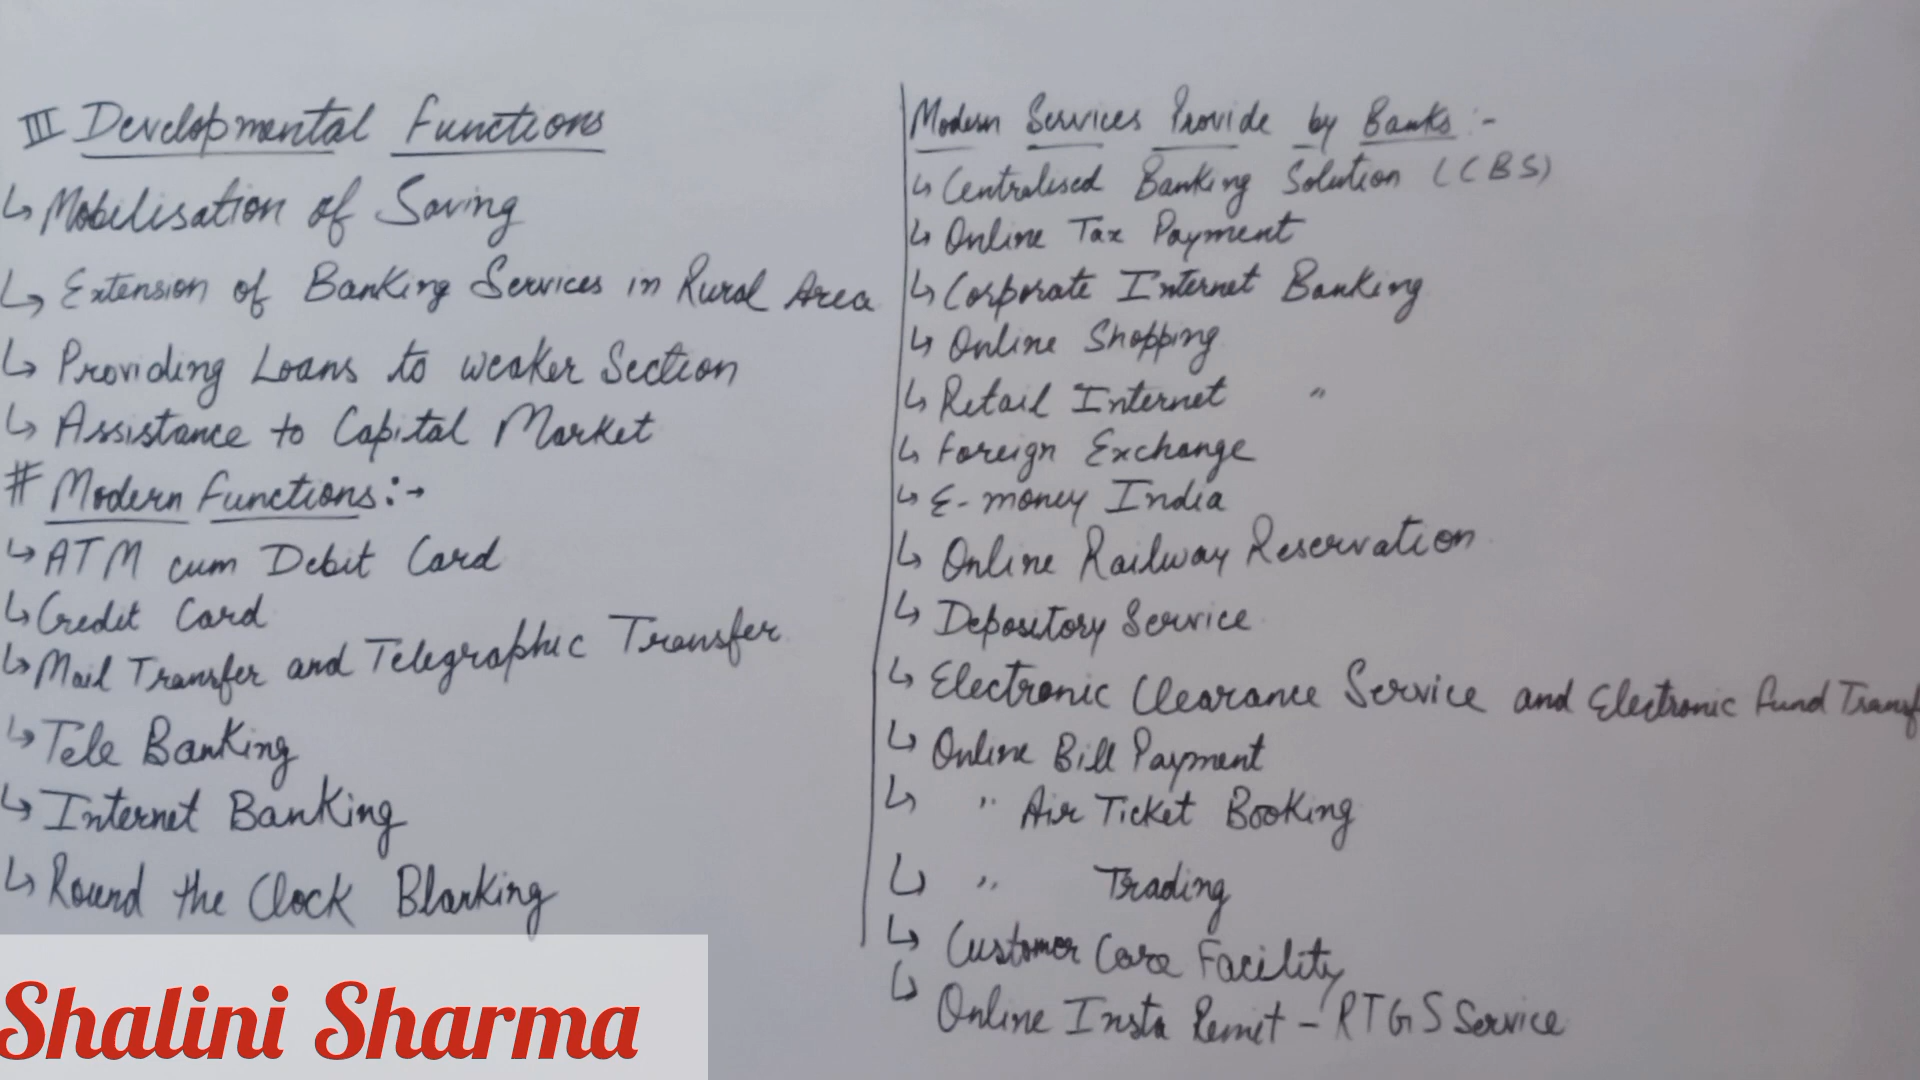 III Developmental Functions
↳ Mobilisation of Saving
↳ Extension of Banking Services in Rural Area
↳ Providing Loans to weaker Section
↳ Assistance to Capital Market
# Modern Functions:→
↳ ATM cum Debit Card
↳ Credit Card
↳ Mail Transfer and Telegraphic Transfer
↳ Tele Banking
↳ Internet Banking
↳ Round the Clock Blanking
Modern Services Provide by Banks :-
↳ Centralised Banking Solution (CBS)
↳ Online Tax Payment
↳ Corporate Internet Banking
↳ Online Shopping
↳ Retail Internet "
↳ Foreign Exchange
↳ E-money India
↳ Online Railway Reservation
↳ Depository Service
↳ Electronic Clearance Service and Electronic Fund Transf
↳ Online Bill Payment
↳ " Air Ticket Booking
↳ " Trading
↳ Customer Care Facility
↳ Online Insta Remit - RTGS Service
Shalini Sharma